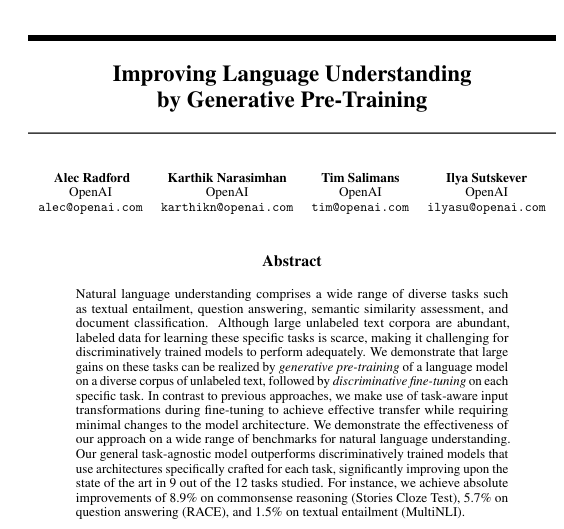 Improving Language Understanding
by Generative Pre-Training
Alec Radford Karthik Narasimhan Tim Salimans Ilya Sutskever
OpenAI OpenAI OpenAI OpenAI
alec@openai.com karthikn@openai.com tim@openai.com ilyasu@openai.com
Abstract
Natural language understanding comprises a wide range of diverse tasks such
as textual entailment, question answering, semantic similarity assessment, and
document classification. Although large unlabeled text corpora are abundant,
labeled data for learning these specific tasks is scarce, making it challenging for
discriminatively trained models to perform adequately. We demonstrate that large
gains on these tasks can be realized by generative pre-training of a language model
on a diverse corpus of unlabeled text, followed by discriminative fine-tuning on each
specific task. In contrast to previous approaches, we make use of task-aware input
transformations during fine-tuning to achieve effective transfer while requiring
minimal changes to the model architecture. We demonstrate the effectiveness of
our approach on a wide range of benchmarks for natural language understanding.
Our general task-agnostic model outperforms discriminatively trained models that
use architectures specifically crafted for each task, significantly improving upon the
state of the art in 9 out of the 12 tasks studied. For instance, we achieve absolute
improvements of 8.9% on commonsense reasoning (Stories Cloze Test), 5.7% on
question answering (RACE), and 1.5% on textual entailment (MultiNLI).